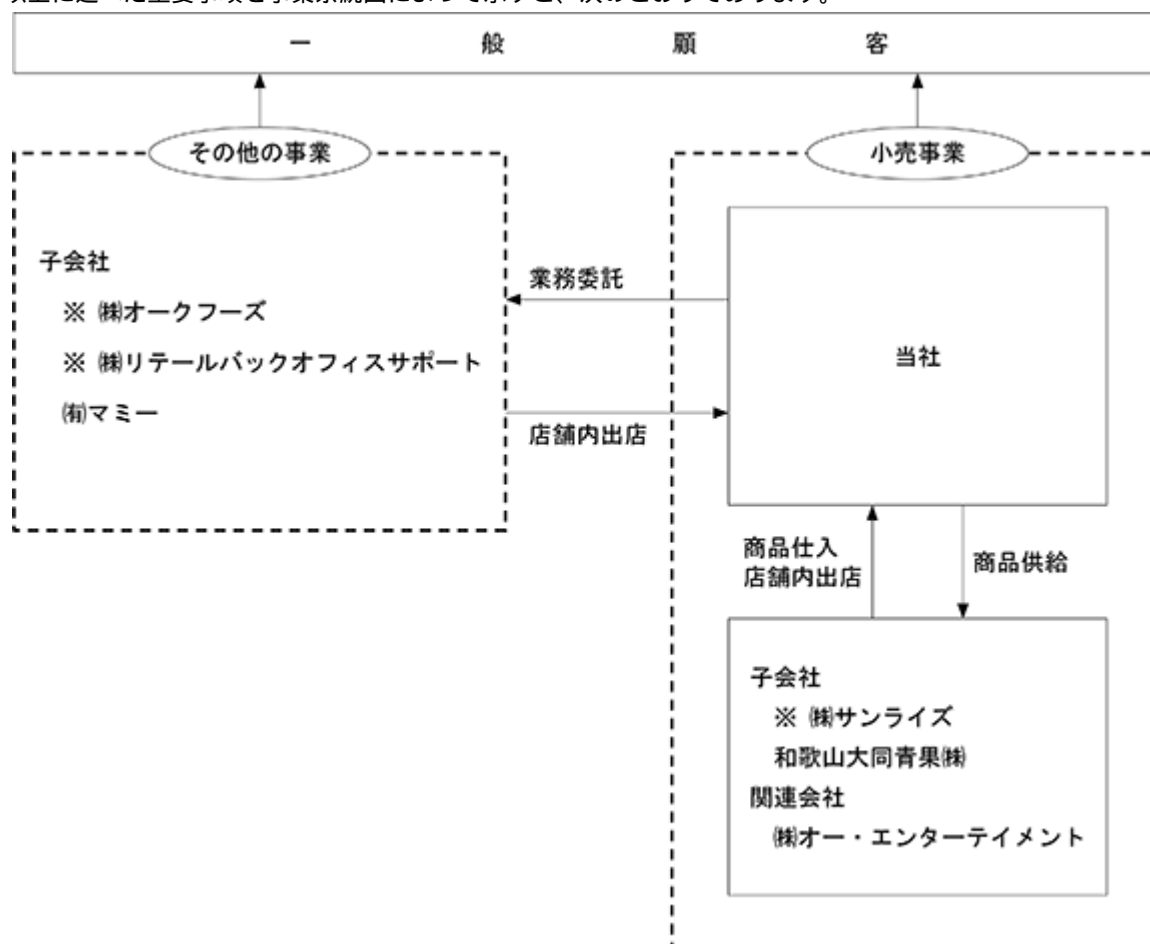 一般顧客
その他の事業
小売事業
子会社
※ ㈱オークフーズ
※ ㈱リテールバックオフィスサポート
㈲マミー
業務委託
店舗内出店
当社
商品仕入
店舗内出店
商品供給
子会社
※ ㈱サンライズ
和歌山大同青果㈱
関連会社
㈱オー・エンターテイメント